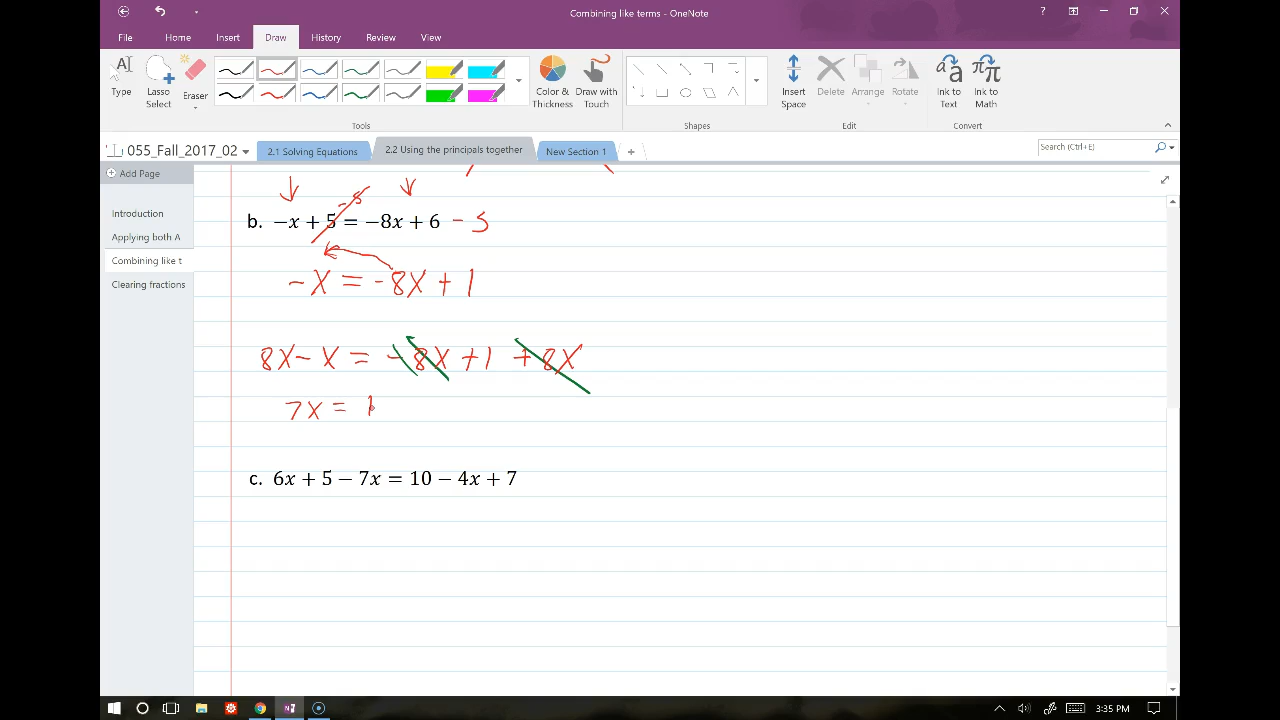 Combining like terms - OneNote
?
File Home Insert Draw History Review View
Type
Lasso Select
Eraser
Color & Thickness
Draw with Touch
Insert Space
Delete
Arrange
Rotate
Ink to Text
Ink to Math
Tools
Shapes
Edit
Convert
055_Fall_2017_02
2.1 Solving Equations
2.2 Using the principals together
New Section 1
+
Search (Ctrl+E)
Add Page
Introduction
Applying both A
Combining like t
Clearing fractions
-5
b. −x + 5 = −8x + 6 - 5
-x = -8x + 1
8x - x = -8x + 1 + 8x
7x = 1
c. 6x + 5 − 7x = 10 − 4x + 7
3:35 PM